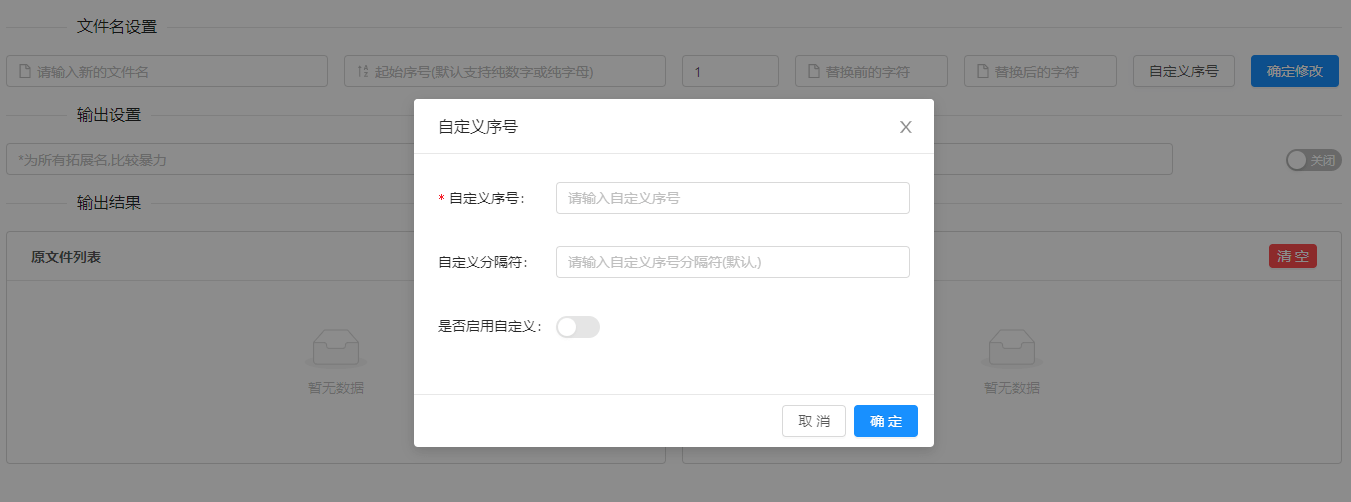 文件名设置
请输入新的文件名
起始序号(默认支持纯数字或纯字母)
1
替换前的字符
替换后的字符
自定义序号
确定修改
输出设置
*为所有拓展名,比较暴力
关闭
输出结果
原文件列表
清 空
暂无数据
暂无数据
自定义序号
* 自定义序号:
请输入自定义序号
自定义分隔符:
请输入自定义序号分隔符(默认,)
是否启用自定义:
取 消
确 定